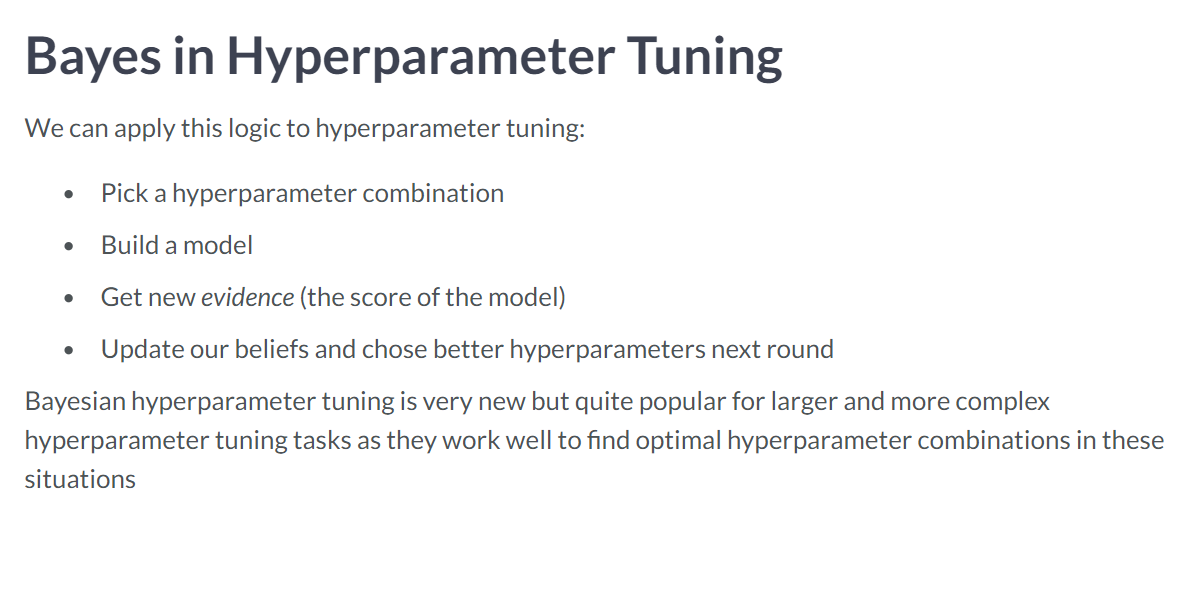 Bayes in Hyperparameter Tuning
We can apply this logic to hyperparameter tuning:
• Pick a hyperparameter combination
• Build a model
• Get new evidence (the score of the model)
• Update our beliefs and chose better hyperparameters next round
Bayesian hyperparameter tuning is very new but quite popular for larger and more complex
hyperparameter tuning tasks as they work well to find optimal hyperparameter combinations in these
situations